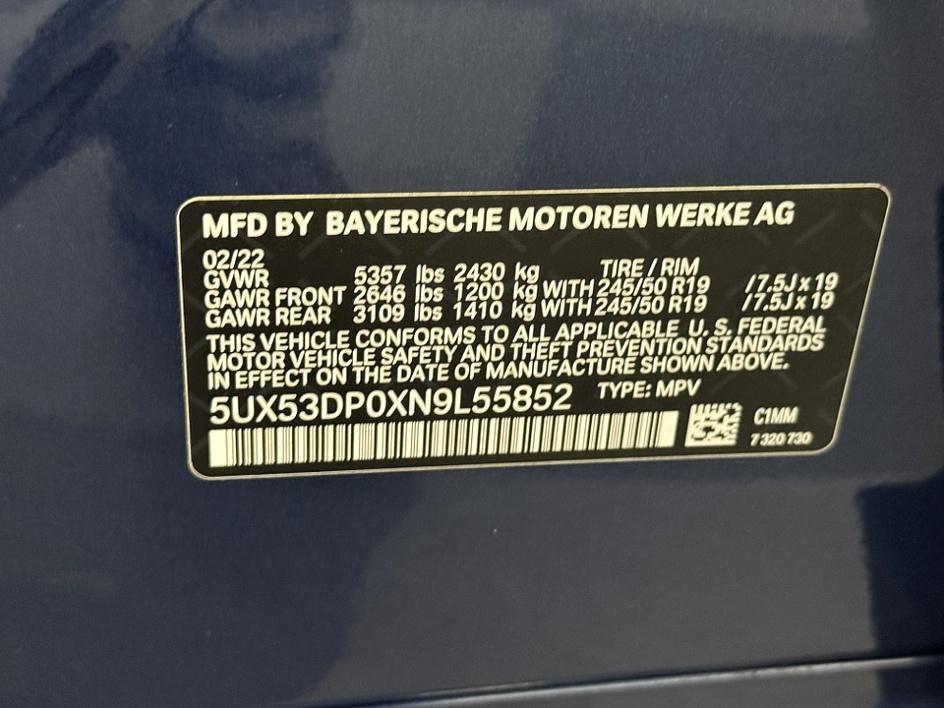 MFD BY BAYERISCHE MOTOREN WERKE AG
02/22
GVWR 5357 lbs 2430 kg TIRE / RIM
GAWR FRONT 2646 lbs 1200 kg WITH 245/50 R19 /7.5J x 19
GAWR REAR 3109 lbs 1410 kg WITH 245/50 R19 /7.5J x 19
THIS VEHICLE CONFORMS TO ALL APPLICABLE U. S. FEDERAL
MOTOR VEHICLE SAFETY AND THEFT PREVENTION STANDARDS
IN EFFECT ON THE DATE OF MANUFACTURE SHOWN ABOVE.
5UX53DP0XN9L55852 TYPE: MPV
C1MM
7 320 730